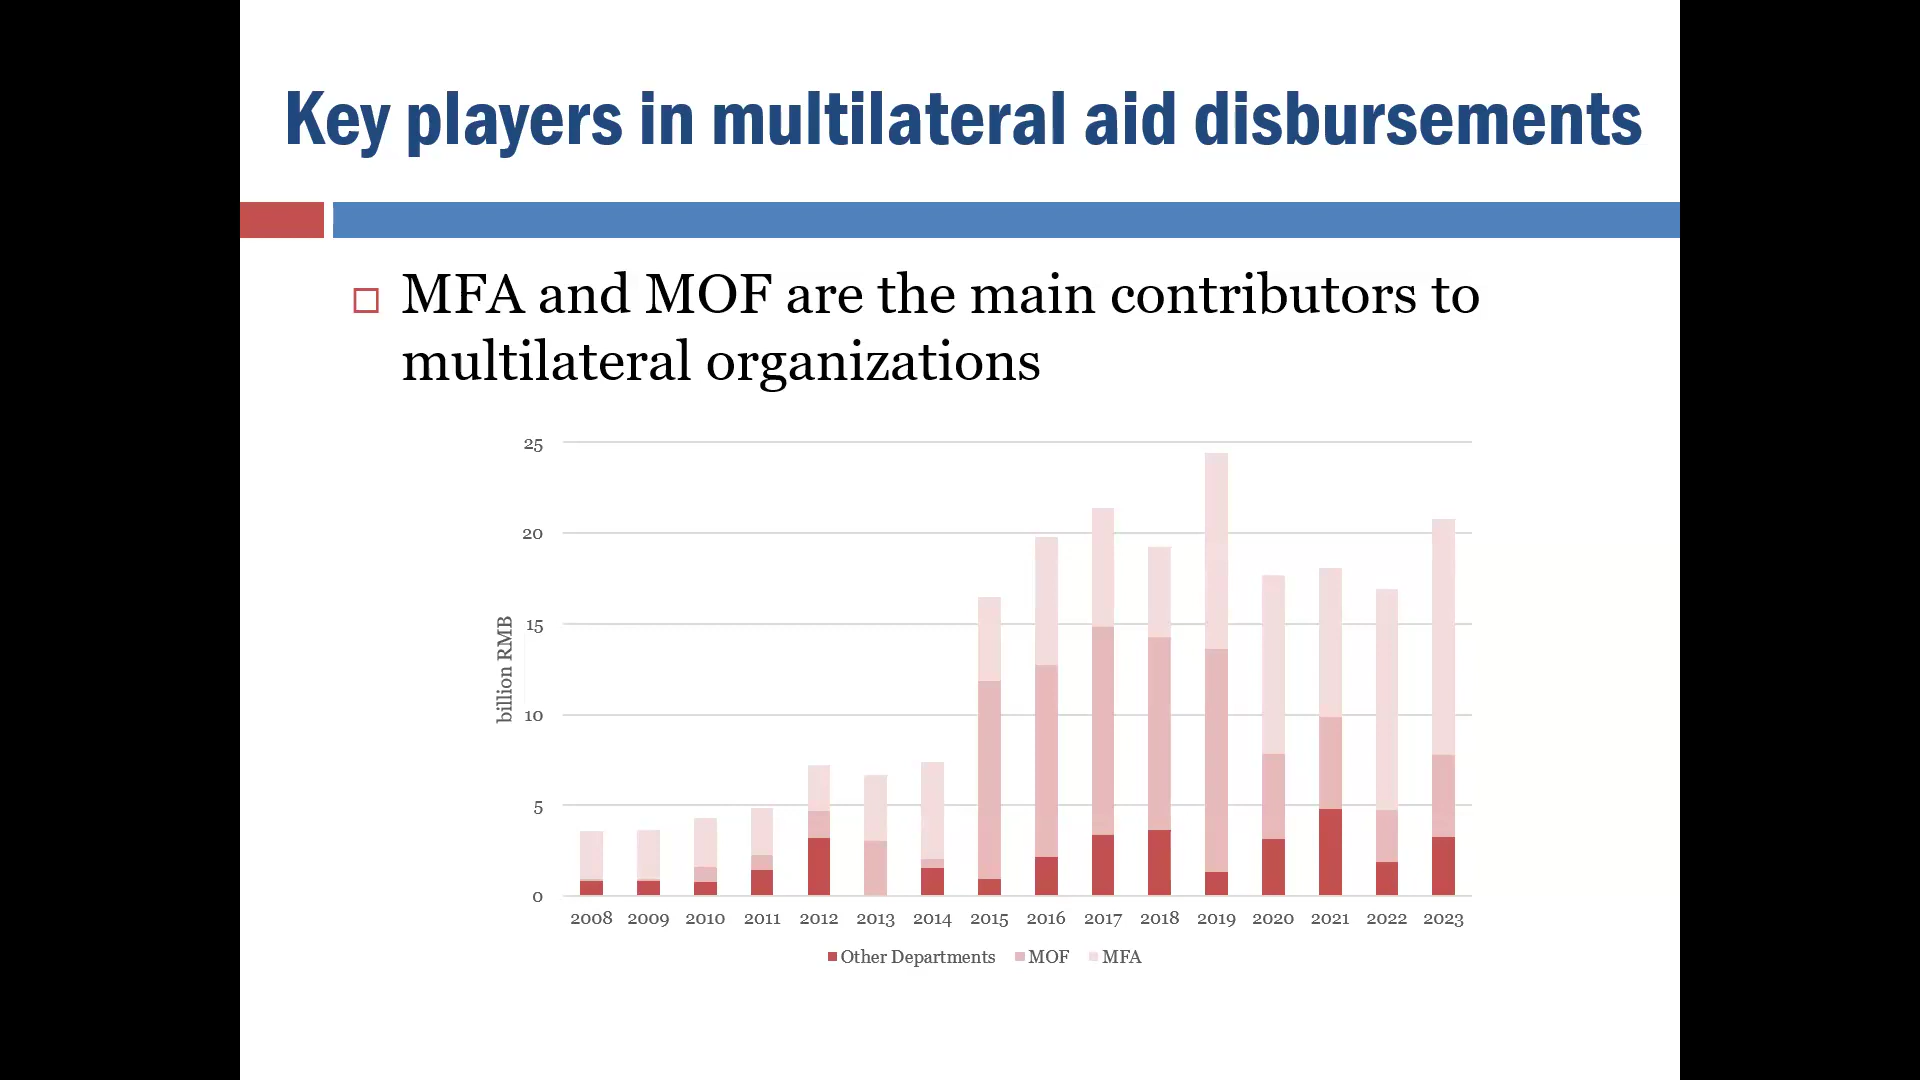 Key players in multilateral aid disbursements
MFA and MOF are the main contributors to
multilateral organizations
25
20
15
10
5
0
billion RMB
2008 2009 2010 2011 2012 2013 2014 2015 2016 2017 2018 2019 2020 2021 2022 2023
Other Departments MOF MFA